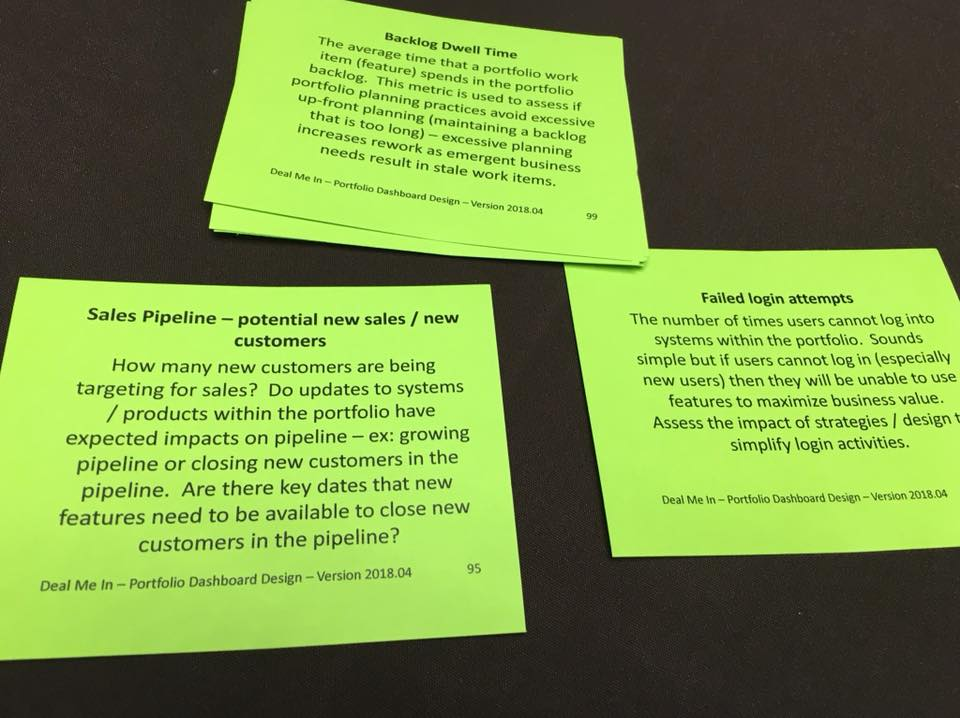 Backlog Dwell Time
The average time that a portfolio work
item (feature) spends in the portfolio
backlog. This metric is used to assess if
portfolio planning practices avoid excessive
up-front planning (maintaining a backlog
that is too long) – excessive planning
increases rework as emergent business
needs result in stale work items.
Deal Me In – Portfolio Dashboard Design – Version 2018.04
99
Sales Pipeline – potential new sales / new
customers
How many new customers are being
targeting for sales? Do updates to systems
/ products within the portfolio have
expected impacts on pipeline – ex: growing
pipeline or closing new customers in the
pipeline. Are there key dates that new
features need to be available to close new
customers in the pipeline?
Deal Me In – Portfolio Dashboard Design – Version 2018.04
95
Failed login attempts
The number of times users cannot log into
systems within the portfolio. Sounds
simple but if users cannot log in (especially
new users) then they will be unable to use
features to maximize business value.
Assess the impact of strategies / design
simplify login activities.
Deal Me In – Portfolio Dashboard Design – Version 2018.04